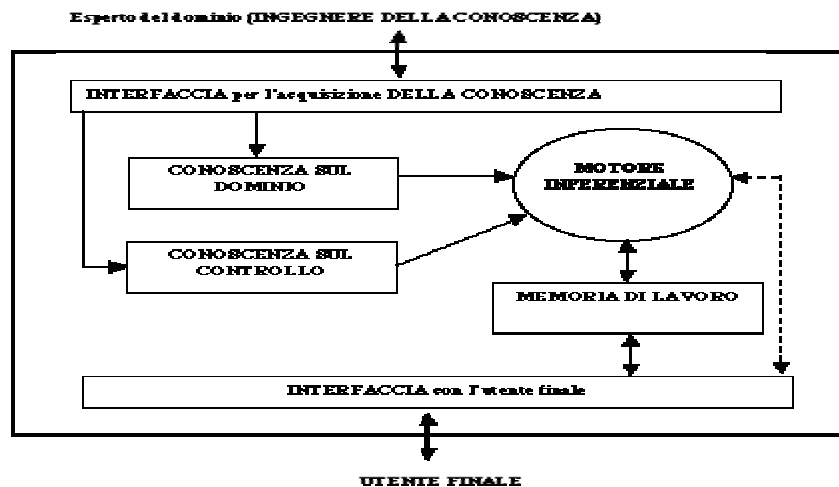 Esperto del dominio (INGEGNERE DELLA CONOSCENZA)
INTERFACCIA per l'acquisizione DELLA CONOSCENZA
CONOSCENZA SUL
DOMINIO
MOTORE
INFERENZIALE
CONOSCENZA SUL
CONTROLLO
MEMORIA DI LAVORO
INTERFACCIA con l'utente finale
UTENTE FINALE